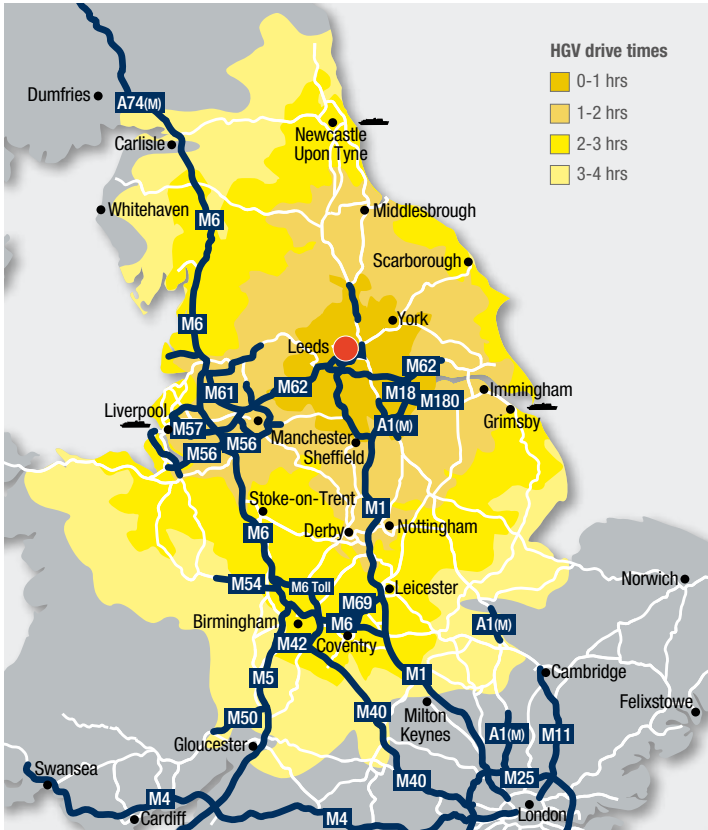 HGV drive times
0-1 hrs
1-2 hrs
2-3 hrs
3-4 hrs
Dumfries
A74(M)
Carlisle
Newcastle
Upon Tyne
Whitehaven
M6
Middlesbrough
Scarborough
M6
York
Leeds
M62
M61
M62
M18
M180
Immingham
Liverpool
M57
M56
M56
Manchester
A1(M)
Grimsby
Sheffield
Stoke-on-Trent
M1
M6
Derby
Nottingham
M54
M6 Toll
Leicester
Norwich
M69
Birmingham
M6
A1(M)
M42
Coventry
M5
M1
Cambridge
M50
M40
Milton
Keynes
Felixstowe
Gloucester
A1(M)
M11
Swansea
M40
M25
M4
Cardiff
M4
London